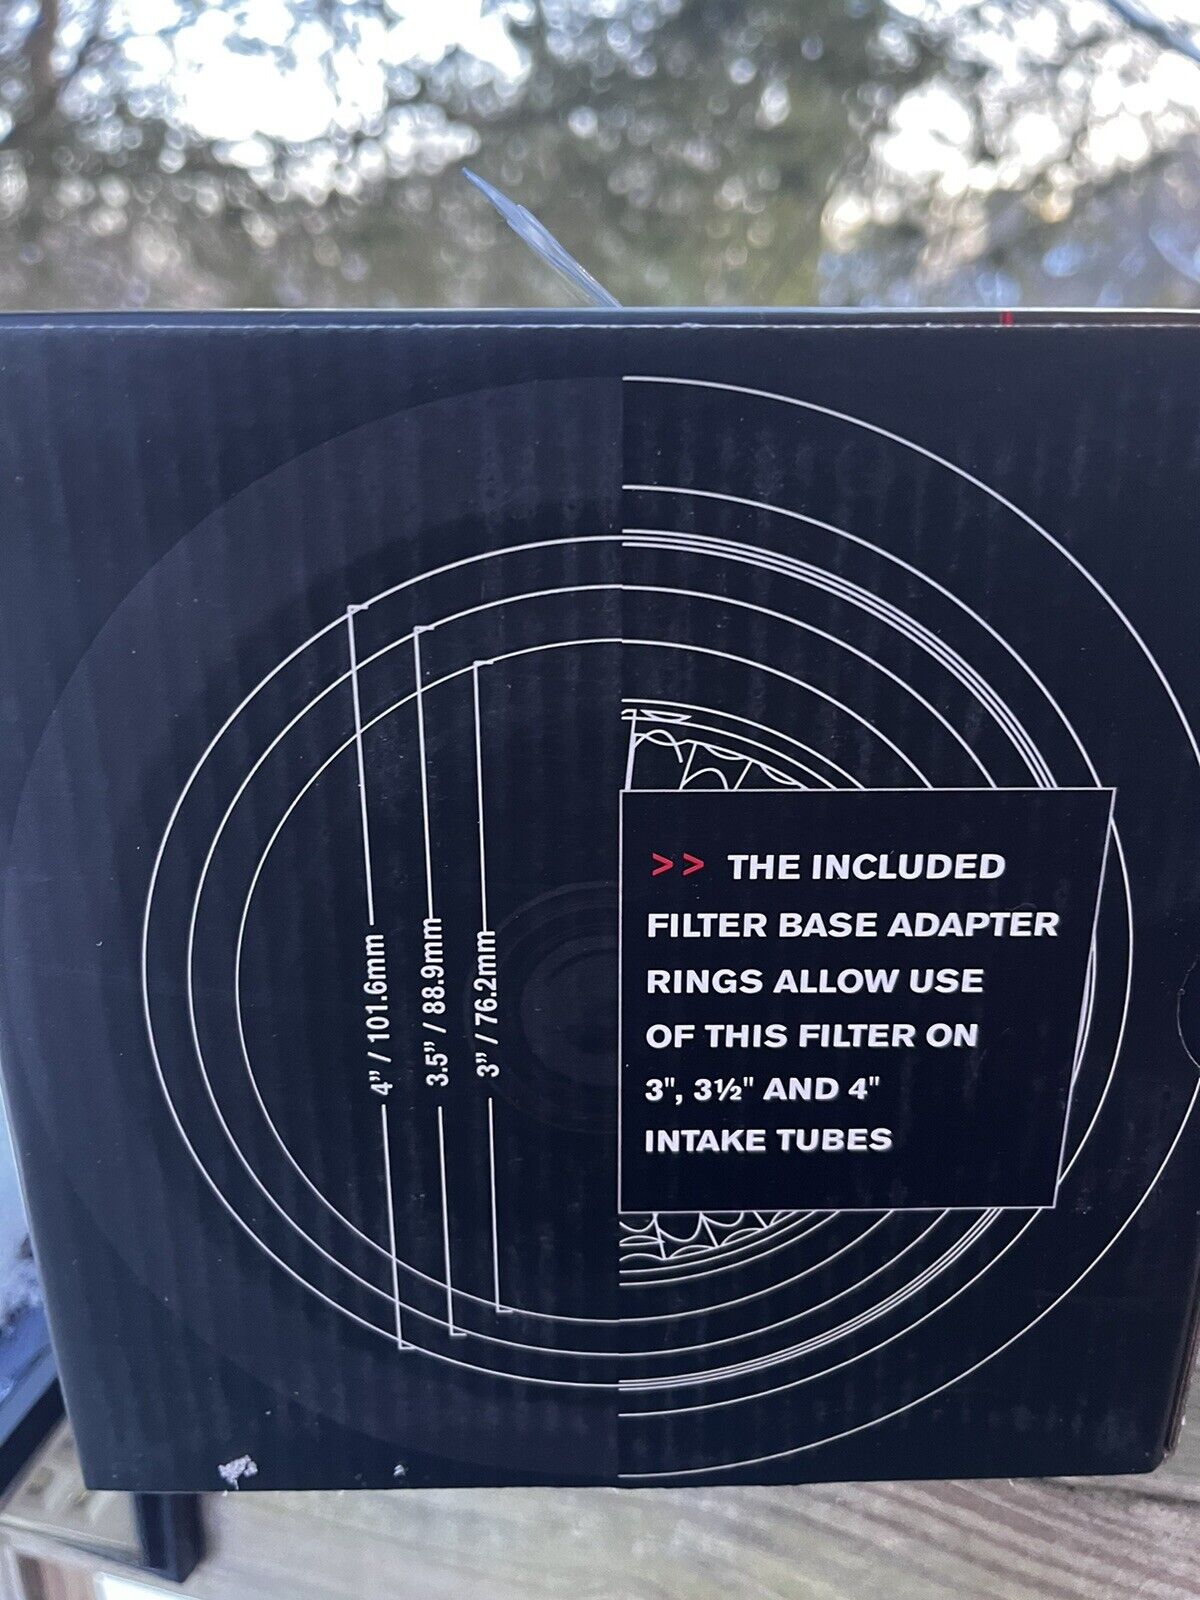 4” / 101.6mm
3.5” / 88.9mm
3” / 76.2mm
>> THE INCLUDED
FILTER BASE ADAPTER
RINGS ALLOW USE
OF THIS FILTER ON
3", 3½" AND 4"
INTAKE TUBES